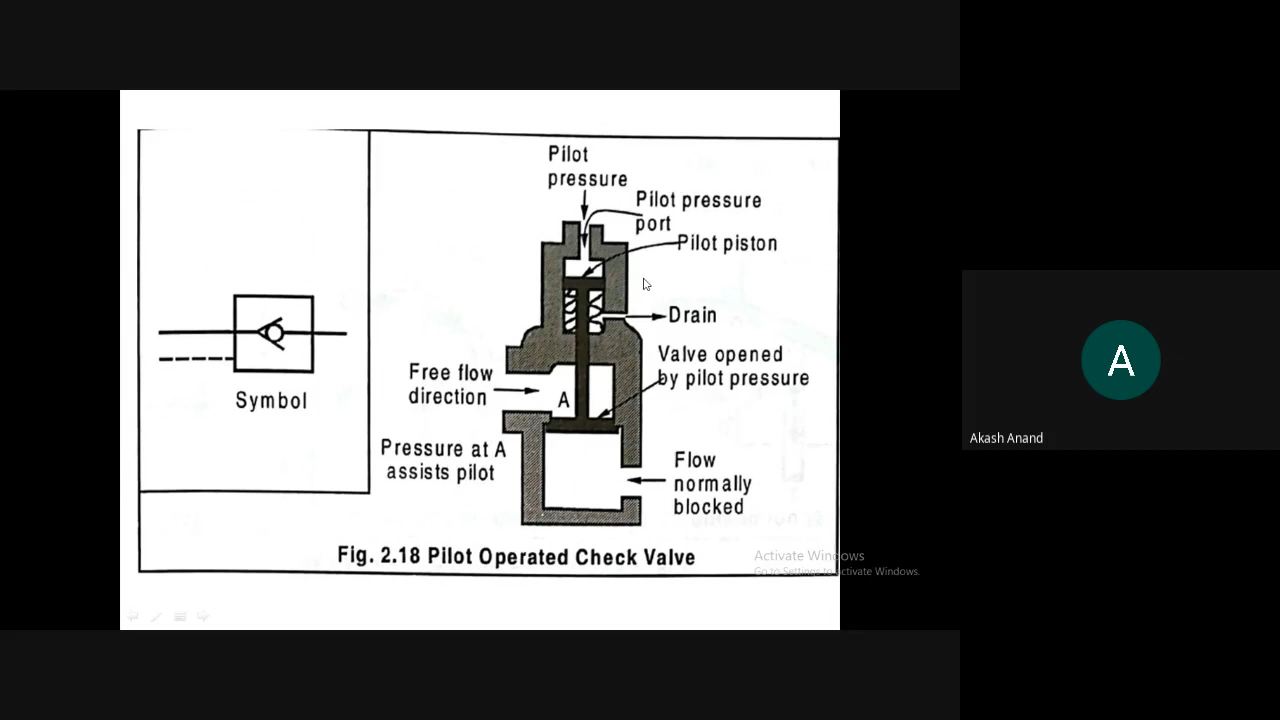 Pilot
pressure
Pilot pressure
port
Pilot piston
Drain
Valve opened
by pilot pressure
Free flow
direction
A
Pressure at A
assists pilot
Flow
normally
blocked
Symbol
Fig. 2.18 Pilot Operated Check Valve
Activate Windows
Go to Settings to activate Windows.
A
Akash Anand